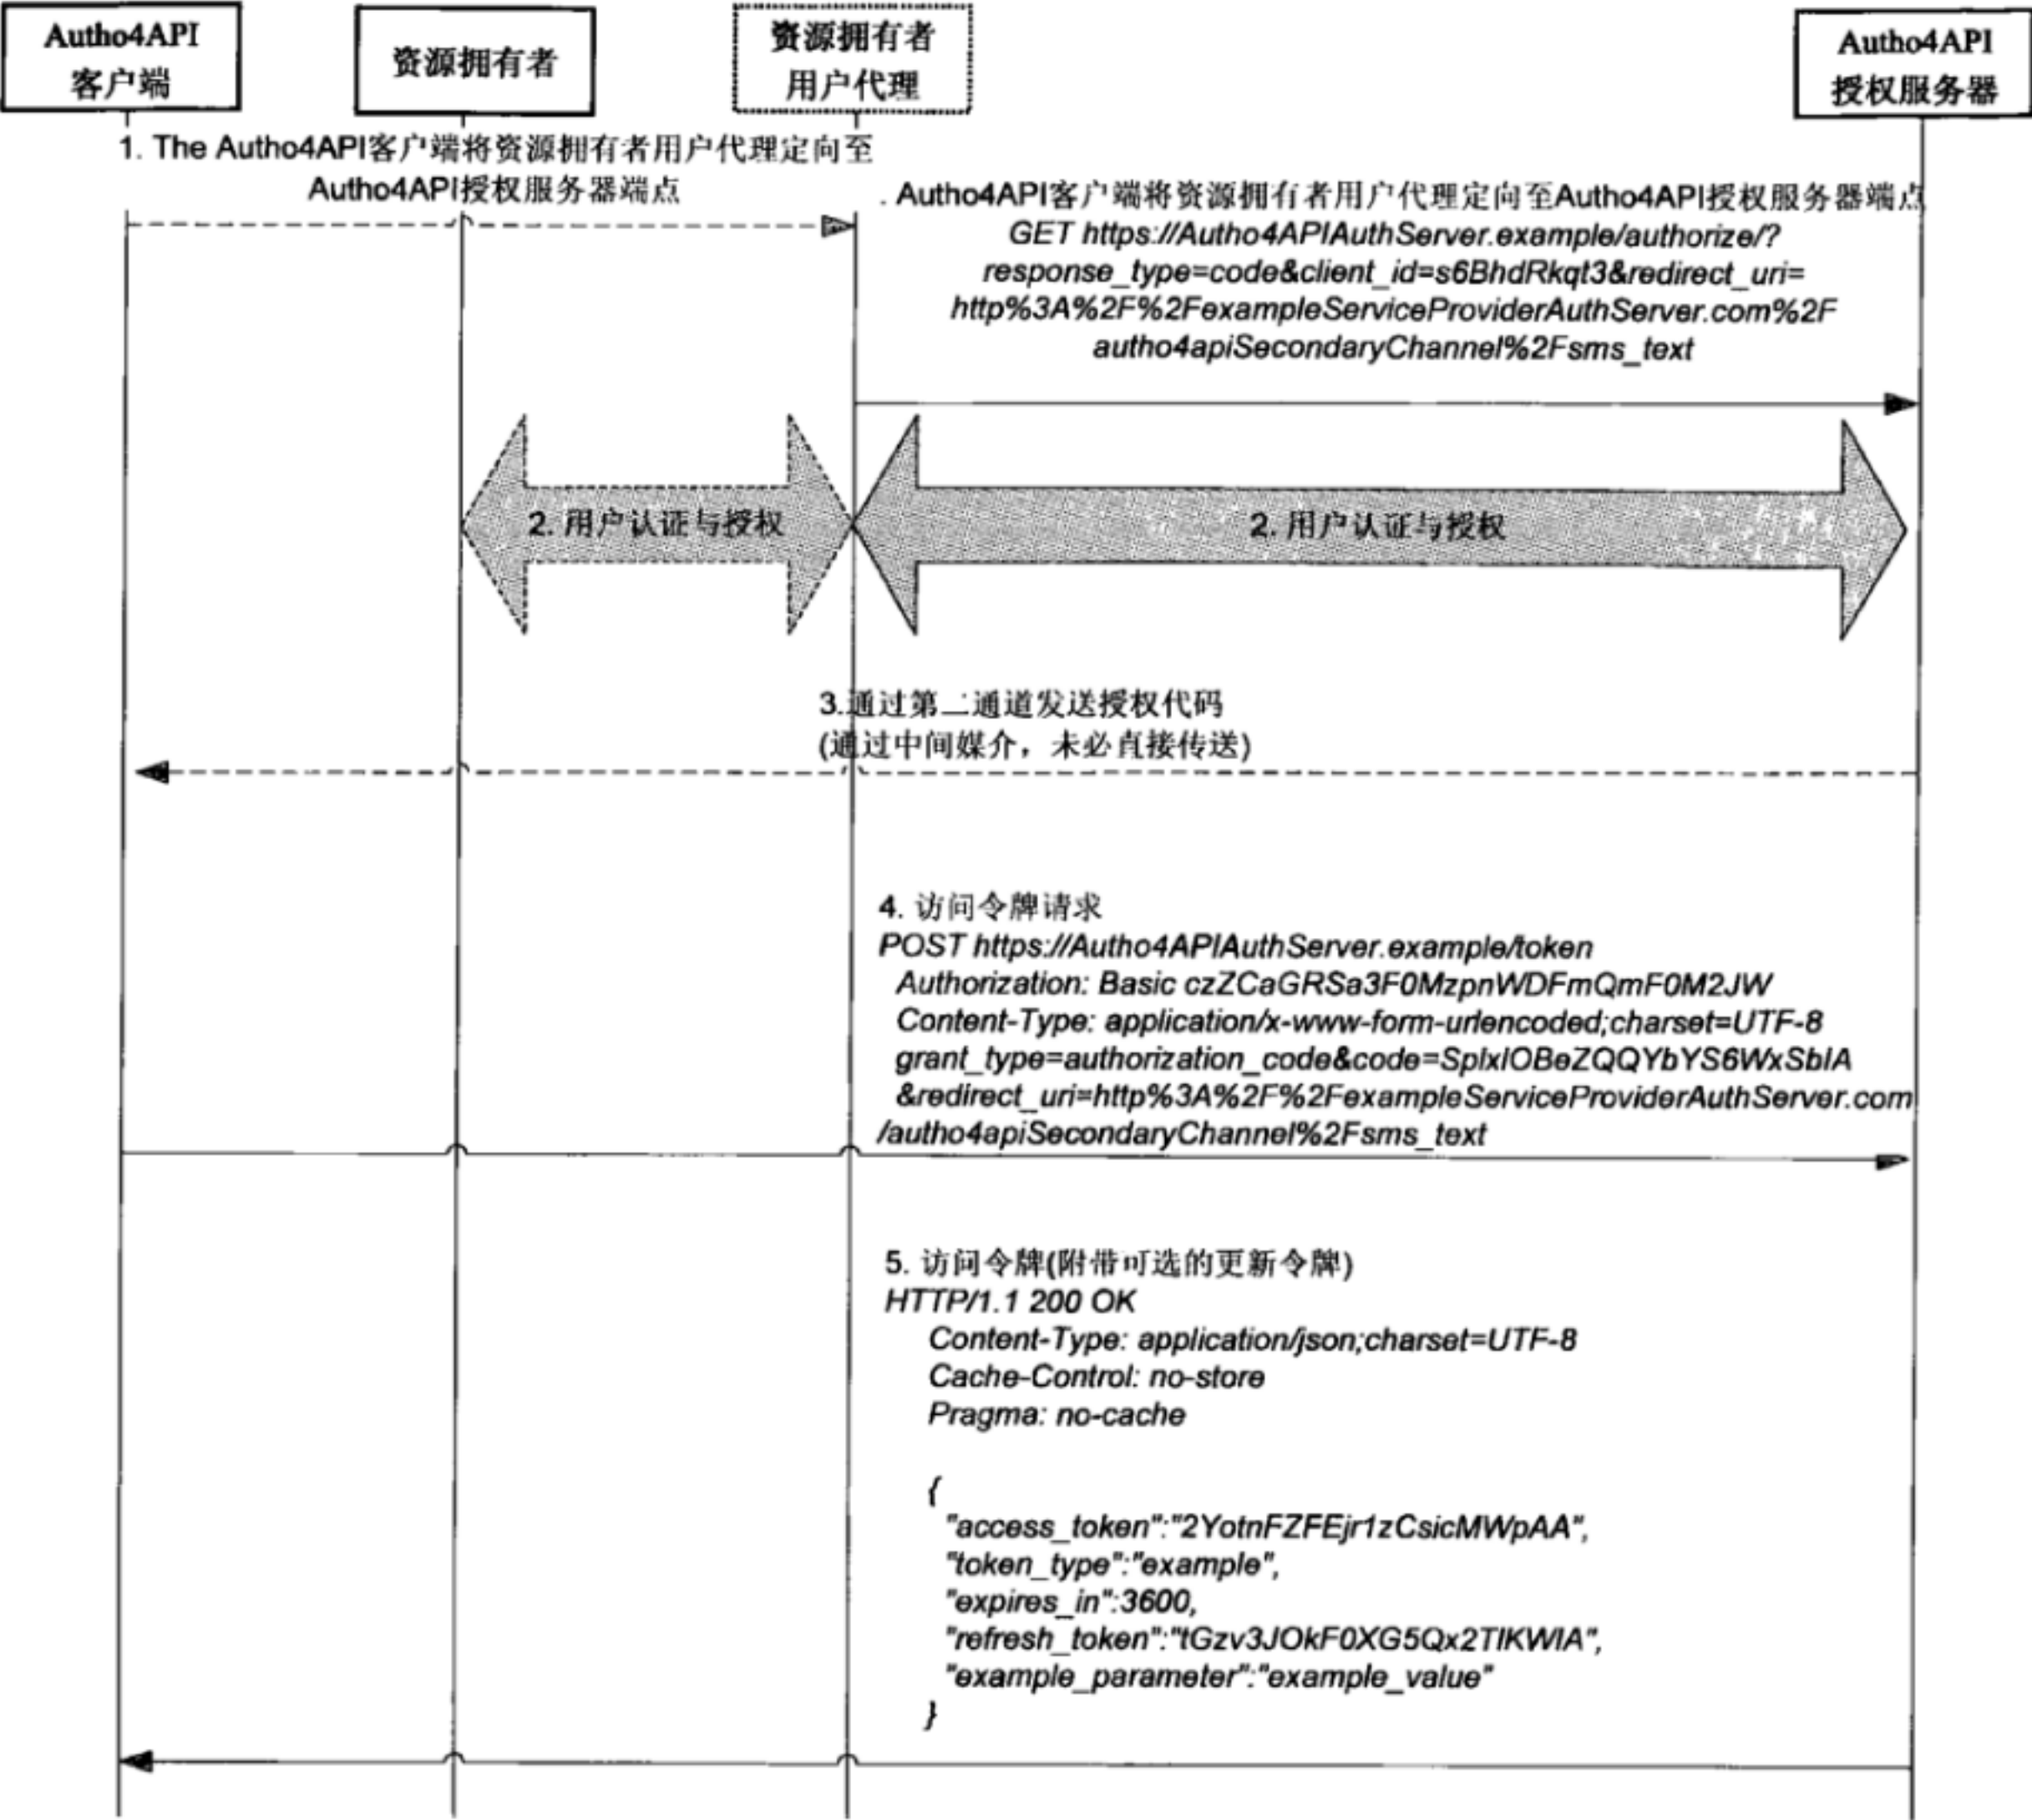 Autho4API
客户端
资源拥有者
资源拥有者
用户代理
Autho4API
授权服务器
1. The Autho4API客户端将资源拥有者用户代理定向至
Autho4API授权服务器端点
. Autho4API客户端将资源拥有者用户代理定向至Autho4API授权服务器端点
GET https://Autho4APIAuthServer.example/authorize/?
response_type=code&client_id=s6BhdRkqt3&redirect_uri=
http%3A%2F%2FexampleServiceProviderAuthServer.com%2F
autho4apiSecondaryChannel%2Fsms_text
2. 用户认证与授权
2. 用户认证与授权
3.通过第二通道发送授权代码
(通过中间媒介，未必直接传送)
4. 访问令牌请求
POST https://Autho4APIAuthServer.example/token
Authorization: Basic czZCaGRSa3F0MzpnWDFmQmF0M2JW
Content-Type: application/x-www-form-urlencoded;charset=UTF-8
grant_type=authorization_code&code=SplxlOBeZQQYbYS6WxSbIA
&redirect_uri=http%3A%2F%2FexampleServiceProviderAuthServer.com
/autho4apiSecondaryChannel%2Fsms_text
5. 访问令牌(附带可选的更新令牌)
HTTP/1.1 200 OK
Content-Type: application/json;charset=UTF-8
Cache-Control: no-store
Pragma: no-cache
{
"access_token":"2YotnFZFEjr1zCsicMWpAA",
"token_type":"example",
"expires_in":3600,
"refresh_token":"tGzv3JOkF0XG5Qx2TlKWIA",
"example_parameter":"example_value"
}